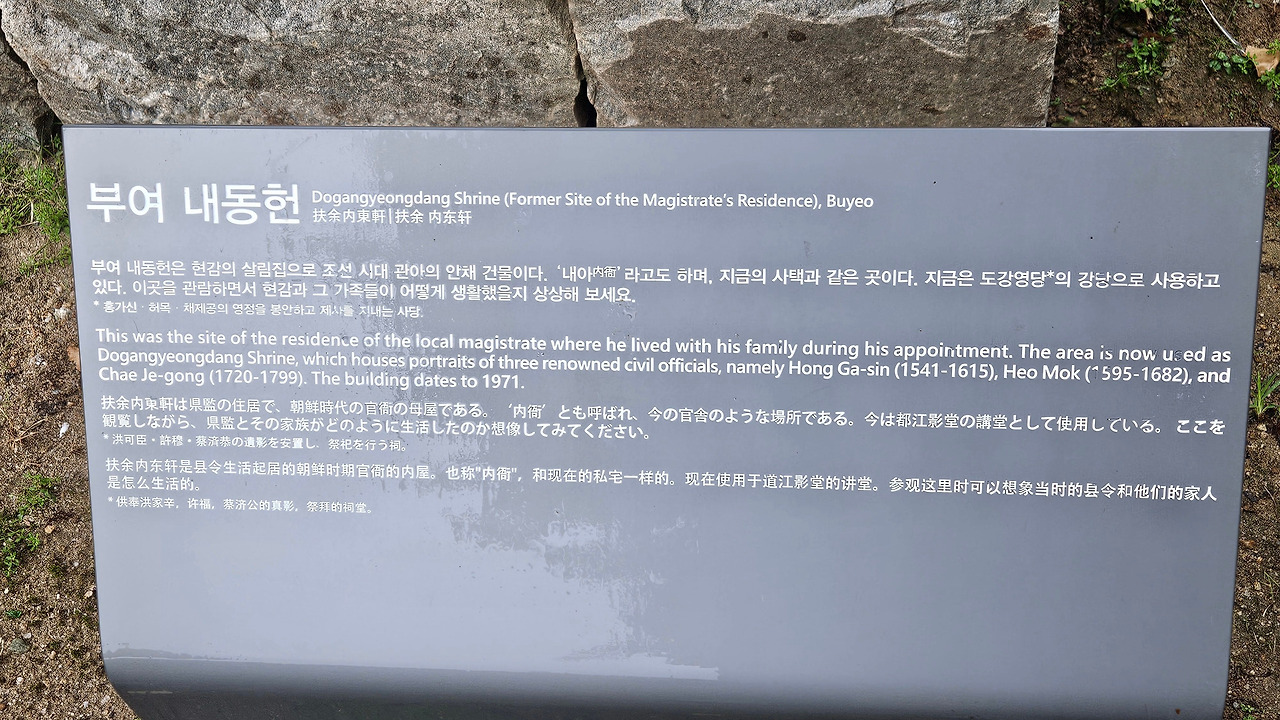 부여 내동헌 Dogangyeongdang Shrine (Former Site of the Magistrate's Residence), Buyeo
扶余内東軒|扶余 内东轩
부여 내동헌은 현감의 살림집으로 조선 시대 관아의 안채 건물이다. '내아内衙'라고도 하며, 지금의 사택과 같은 곳이다. 지금은 도강영당*의 강당으로 사용하고
있다. 이곳을 관람하면서 현감과 그 가족들이 어떻게 생활했을지 상상해 보세요.
* 홍가신 · 허목 · 채제공의 영정을 봉안하고 제사를 지내는 사당.
This was the site of the residence of the local magistrate where he lived with his family during his appointment. The area is now used as
Dogangyeongdang Shrine, which houses portraits of three renowned civil officials, namely Hong Ga-sin (1541-1615), Heo Mok (1595-1682), and
Chae Je-gong (1720-1799). The building dates to 1971.
扶余内東軒は県監の住居で、朝鮮時代の官衙の母屋である。 '内衙' とも呼ばれ、今の官舎のような場所である。今は都江影堂の講堂として使用している。 ここを
観覧しながら、県監とその家族がどのように生活したのか想像してみてください。
* 洪可臣・許穆・蔡済恭の遺影を安置し、祭祀を行う祠。
扶余内东轩是县令生活起居的朝鲜时期官衙的内屋。也称"内衙"，和现在的私宅一样的。现在使用于道江影堂的讲堂。参观这里时可以想象当时的县令和他们的家人
是怎么生活的。
* 供奉洪家辛，许福，蔡济公的真影，祭拜的祠堂。